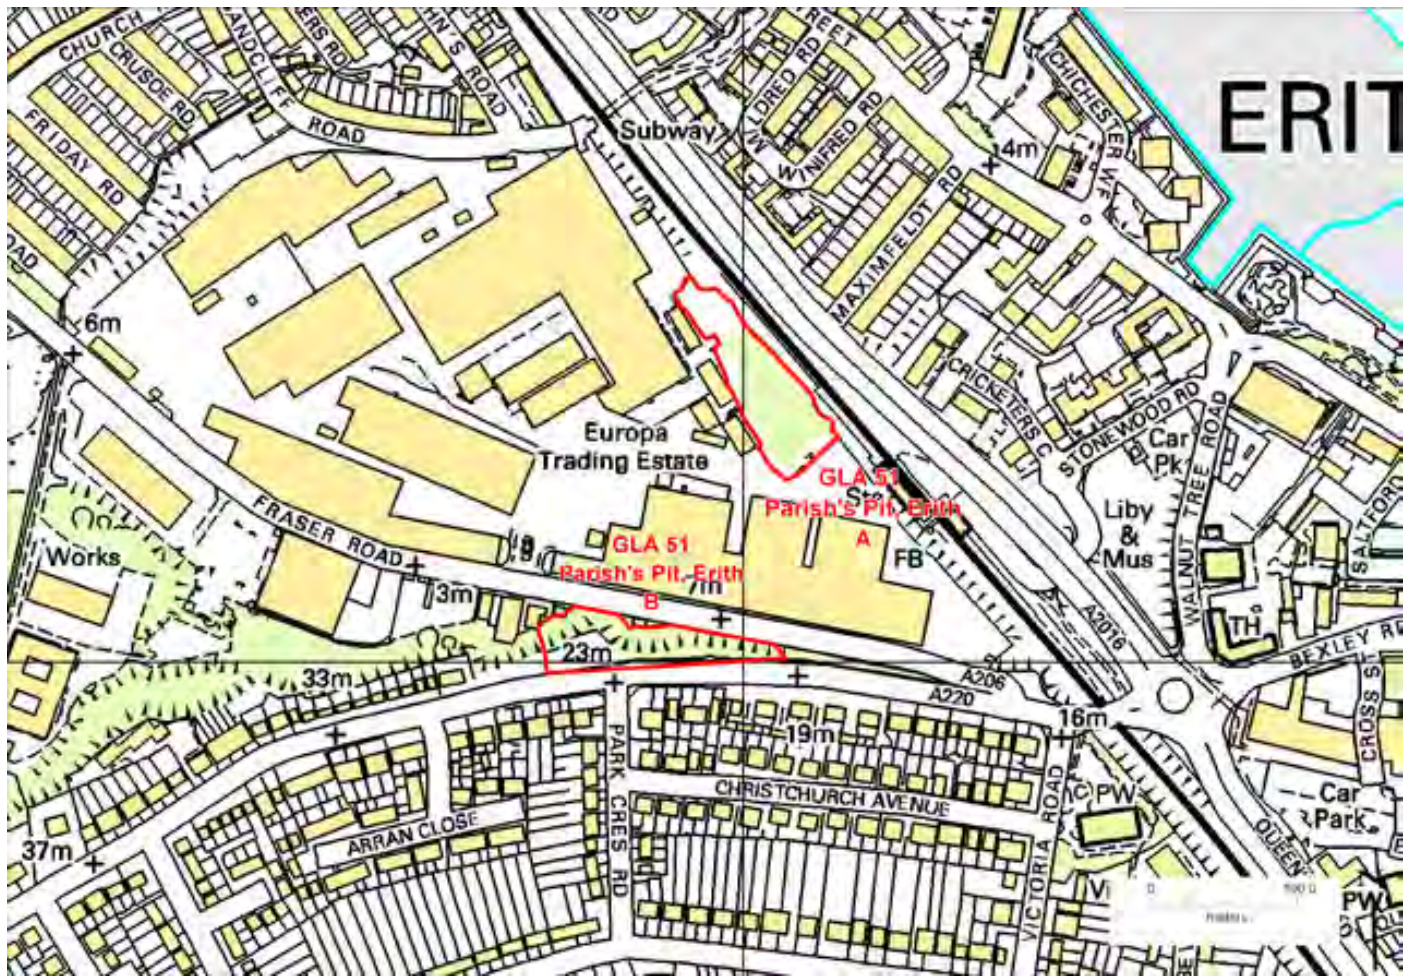 CHURCH
CRUSOE RD
FRIDAY RD
ROAD
Subway
WINIFRED RD
MAXIMFELDT RD
CHICHESTER WF
4m
ERIT
6m
CRICKETERS C
STONEWOOD RD
Car
Pk
WALNUT TREE ROAD
SALTFORD
Europa
Trading Estate
GLA 51
Parish's Pit, Erith
A
Liby
&
Mus
FRASER ROAD
Works
GLA 51
Parish's Pit, Erith
B
FB
3m
TH
A2016
BEXLEY RD
CROSS ST
23m
33m
A206
A220
16m
19m
PARK CRES RD
CHRISTCHURCH AVENUE
VICTORIA ROAD
PW
ARRAN CLOSE
37m
Car
Park
QUEEN
PW